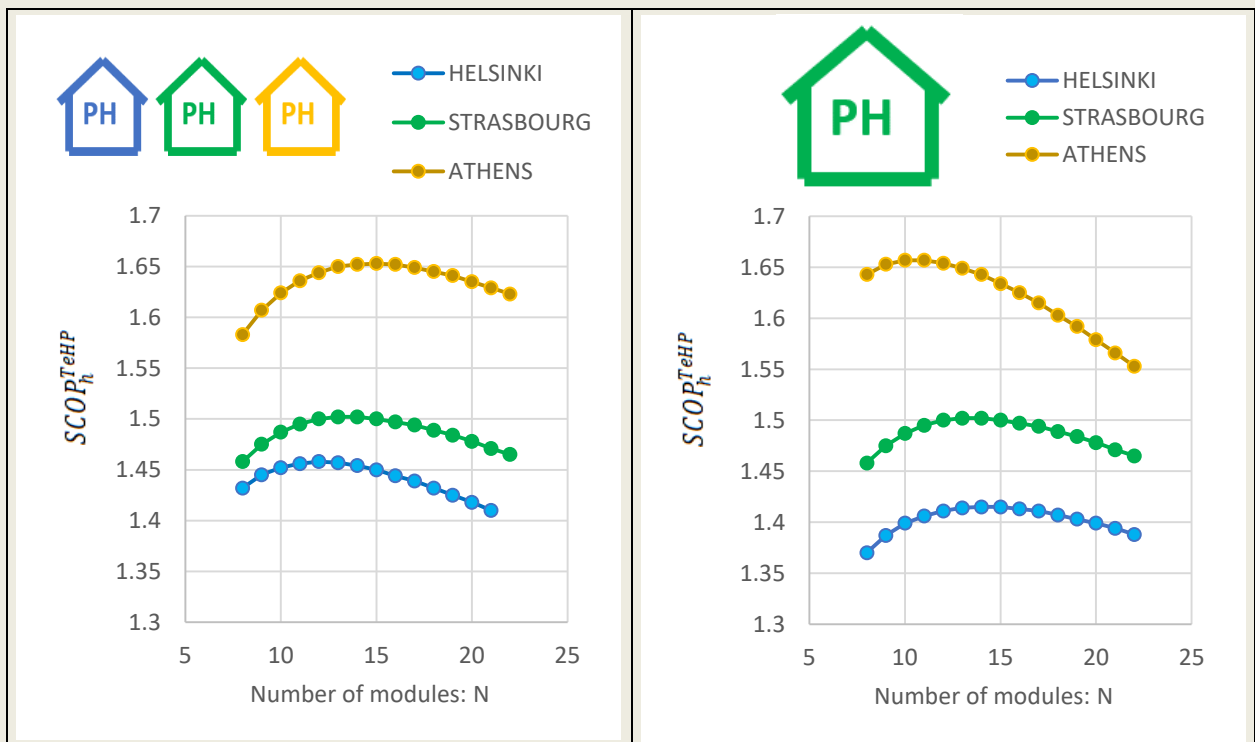 PH PH PH
HELSINKI
STRASBOURG
ATHENS
1.7
1.65
1.6
1.55
1.5
1.45
1.4
1.35
1.3
SCOP_h^TeHP
5 10 15 20 25
Number of modules: N
PH
HELSINKI
STRASBOURG
ATHENS
1.7
1.65
1.6
1.55
1.5
1.45
1.4
1.35
1.3
SCOP_h^TeHP
5 10 15 20 25
Number of modules: N